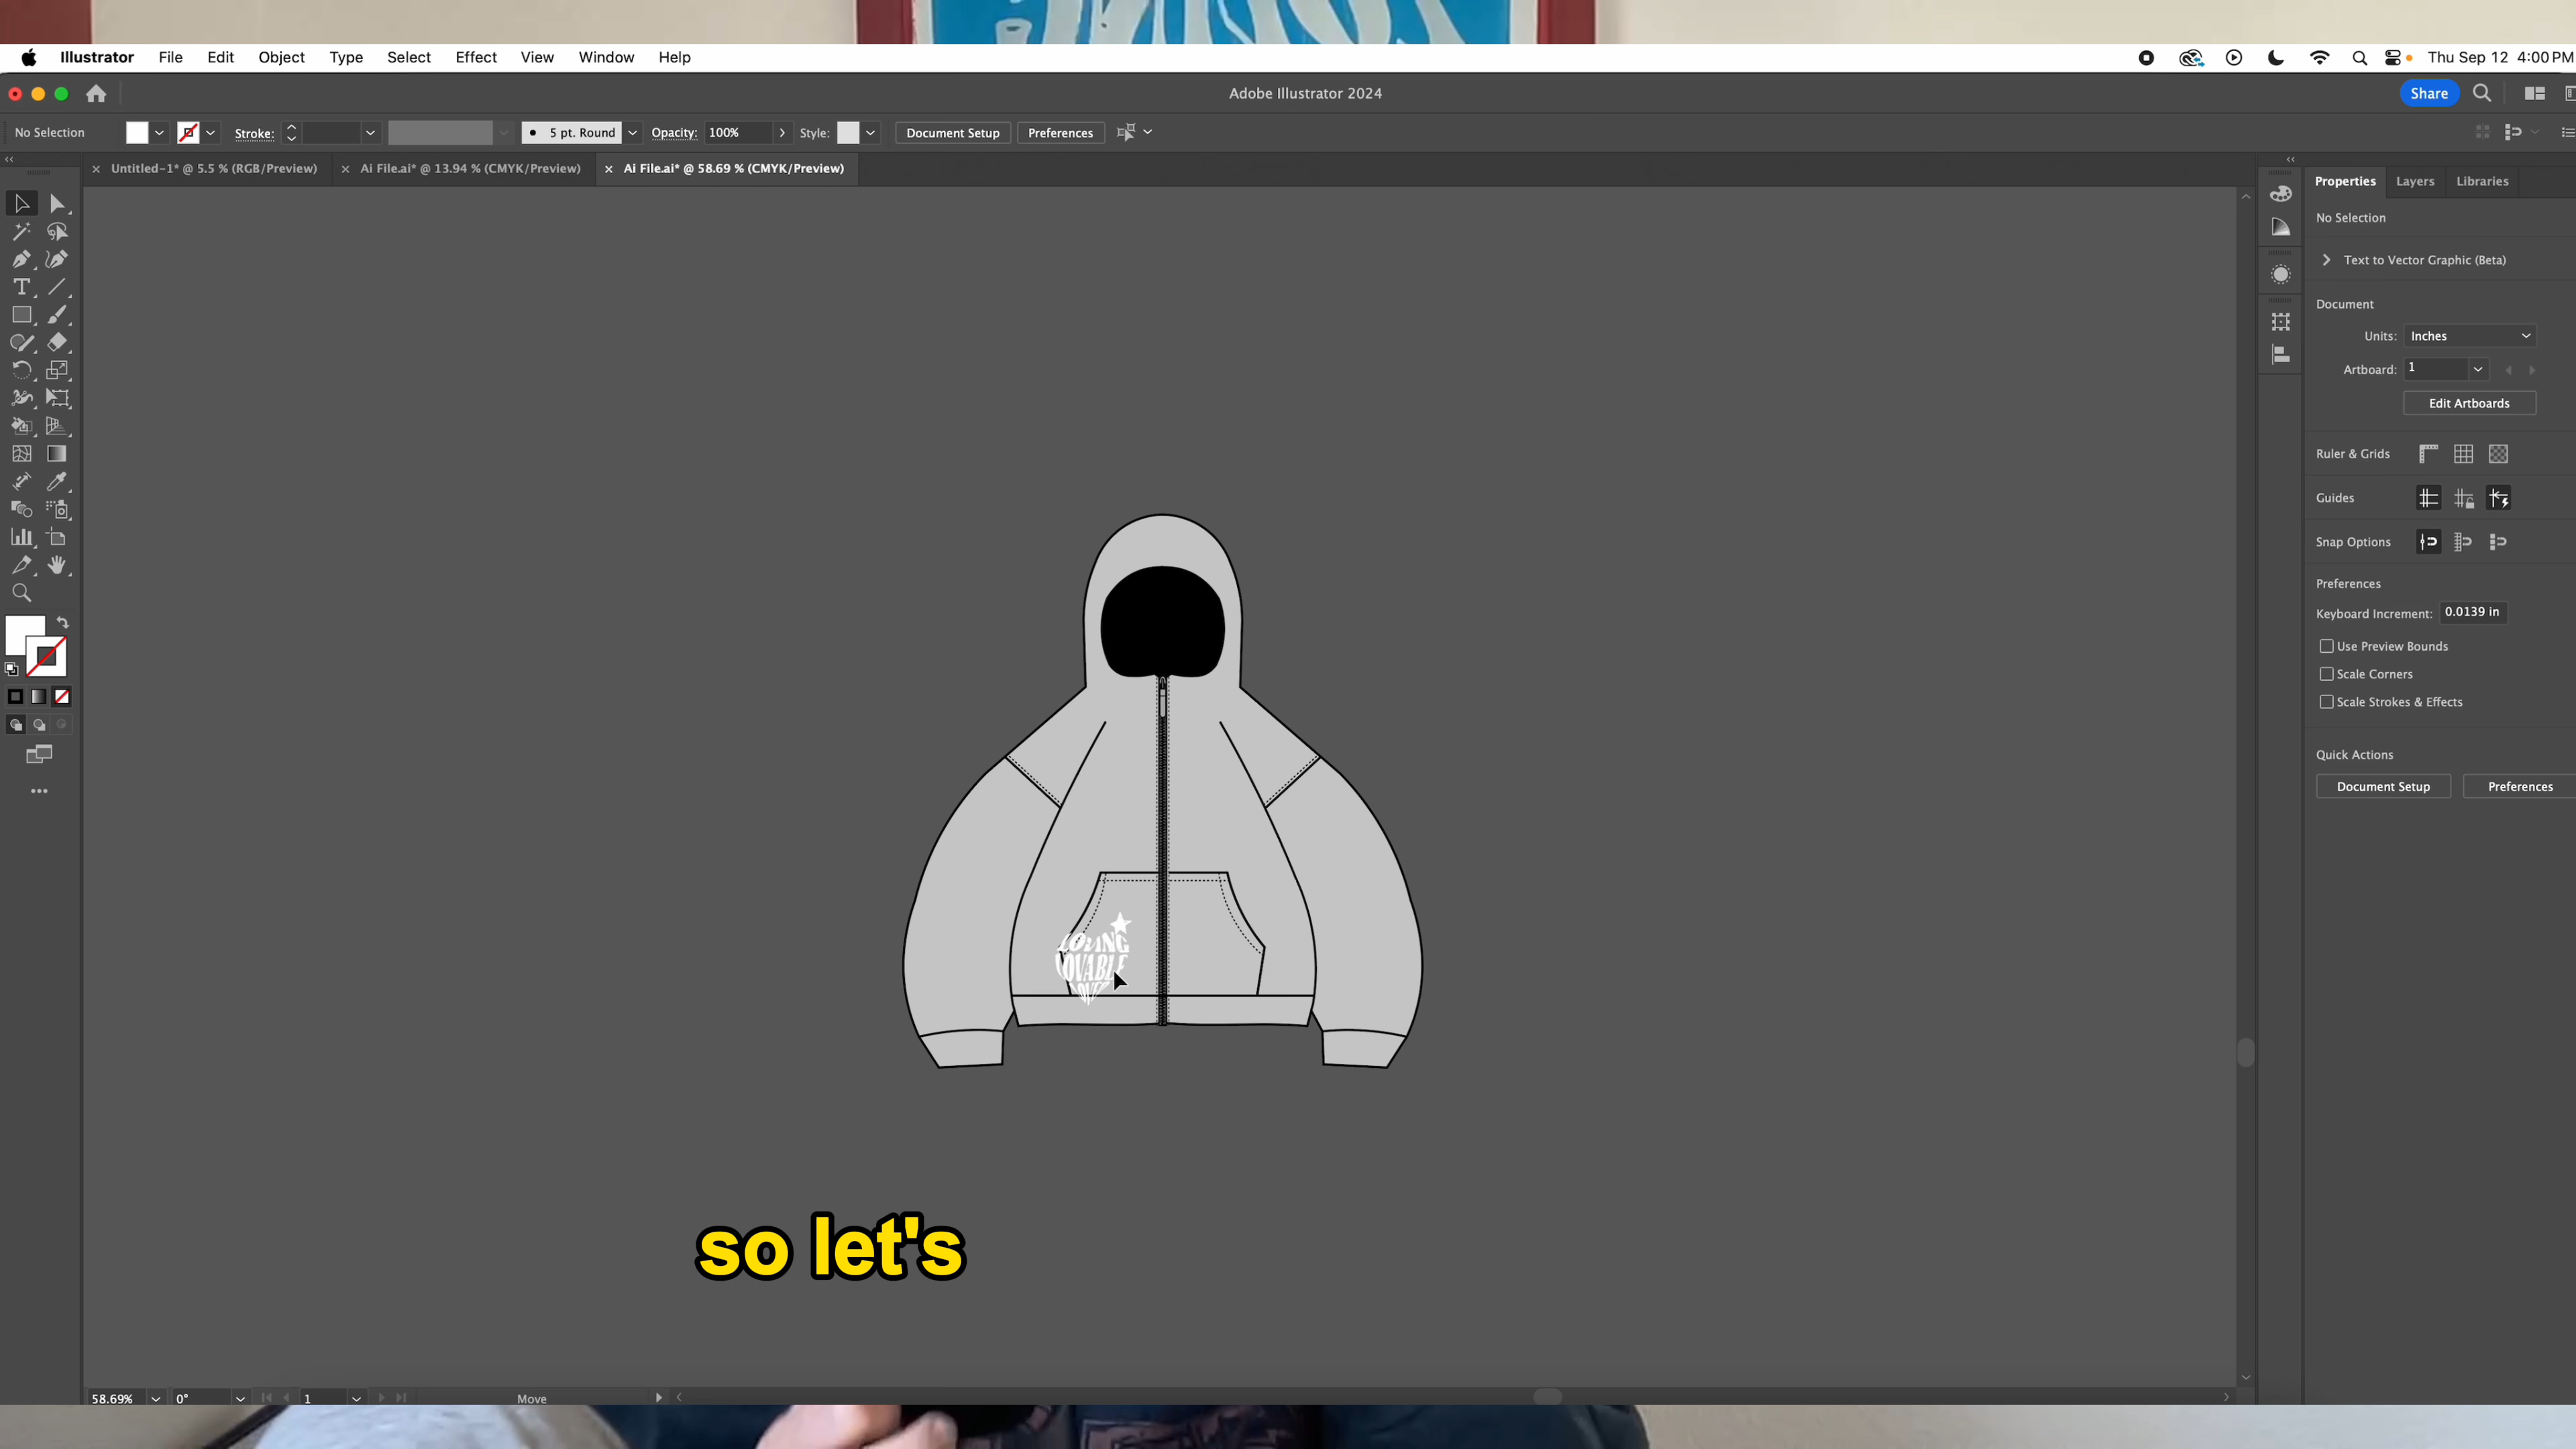 Illustrator File Edit Object Type Select Effect View Window Help Thu Sep 12 4:00 PM
Adobe Illustrator 2024 Share
No Selection Stroke: 5 pt. Round Opacity: 100% Style: Document Setup Preferences
Untitled-1* @ 5.5 % (RGB/Preview) Ai File.ai* @ 13.94 % (CMYK/Preview) Ai File.ai* @ 58.69 % (CMYK/Preview)
Properties Layers Libraries
No Selection
Text to Vector Graphic (Beta)
Document
Units: Inches
Artboard: 1
Edit Artboards
Ruler & Grids
Guides
Snap Options
Preferences
Keyboard Increment: 0.0139 in
Use Preview Bounds
Scale Corners
Scale Strokes & Effects
Quick Actions
Document Setup Preferences
LOVING
LOVABLE
LOVE
so let's
58.69% 0° 1 Move